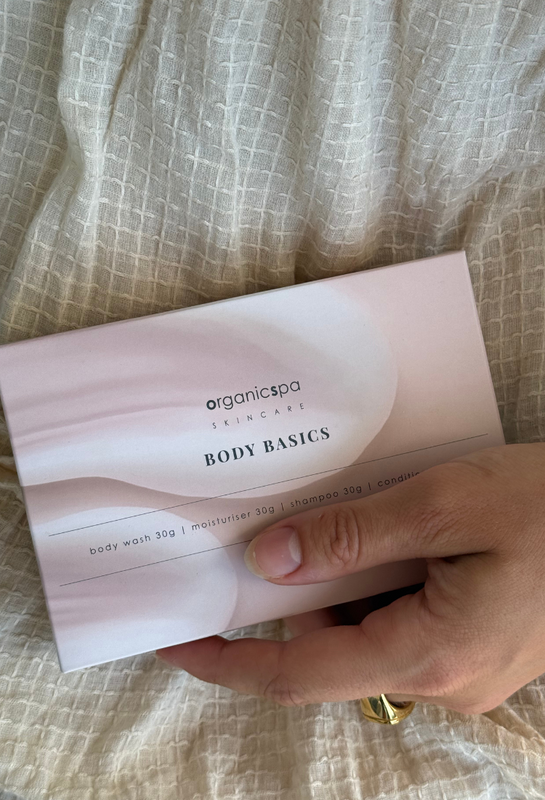 organicspa
SKINCARE
BODY BASICS
body wash 30g | moisturiser 30g | shampoo 30g |